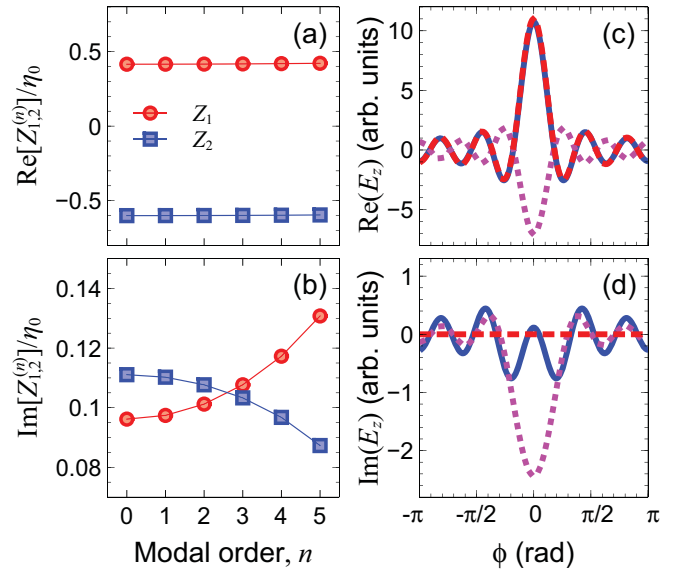 (a)
Re[Z₁,₂⁽ⁿ⁾]/η₀
0.5
0
−0.5
Z₁
Z₂
(b)
Im[Z₁,₂⁽ⁿ⁾]/η₀
0.14
0.12
0.1
0.08
0 1 2 3 4 5
Modal order, n
(c)
Re(E_z) (arb. units)
10
5
0
−5
(d)
Im(E_z) (arb. units)
1
0
−1
−2
-π -π/2 0 π/2 π
ϕ (rad)